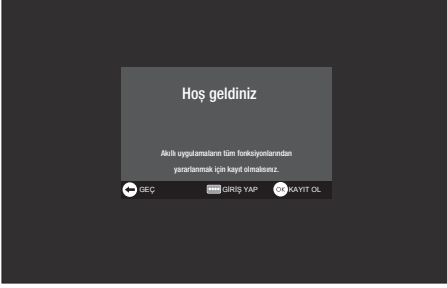 Hoş geldiniz
Akıllı uygulamaların tüm fonksiyonlarından
yararlanmak için kayıt olmalısınız.
GEÇ GİRİŞ YAP OK KAYIT OL